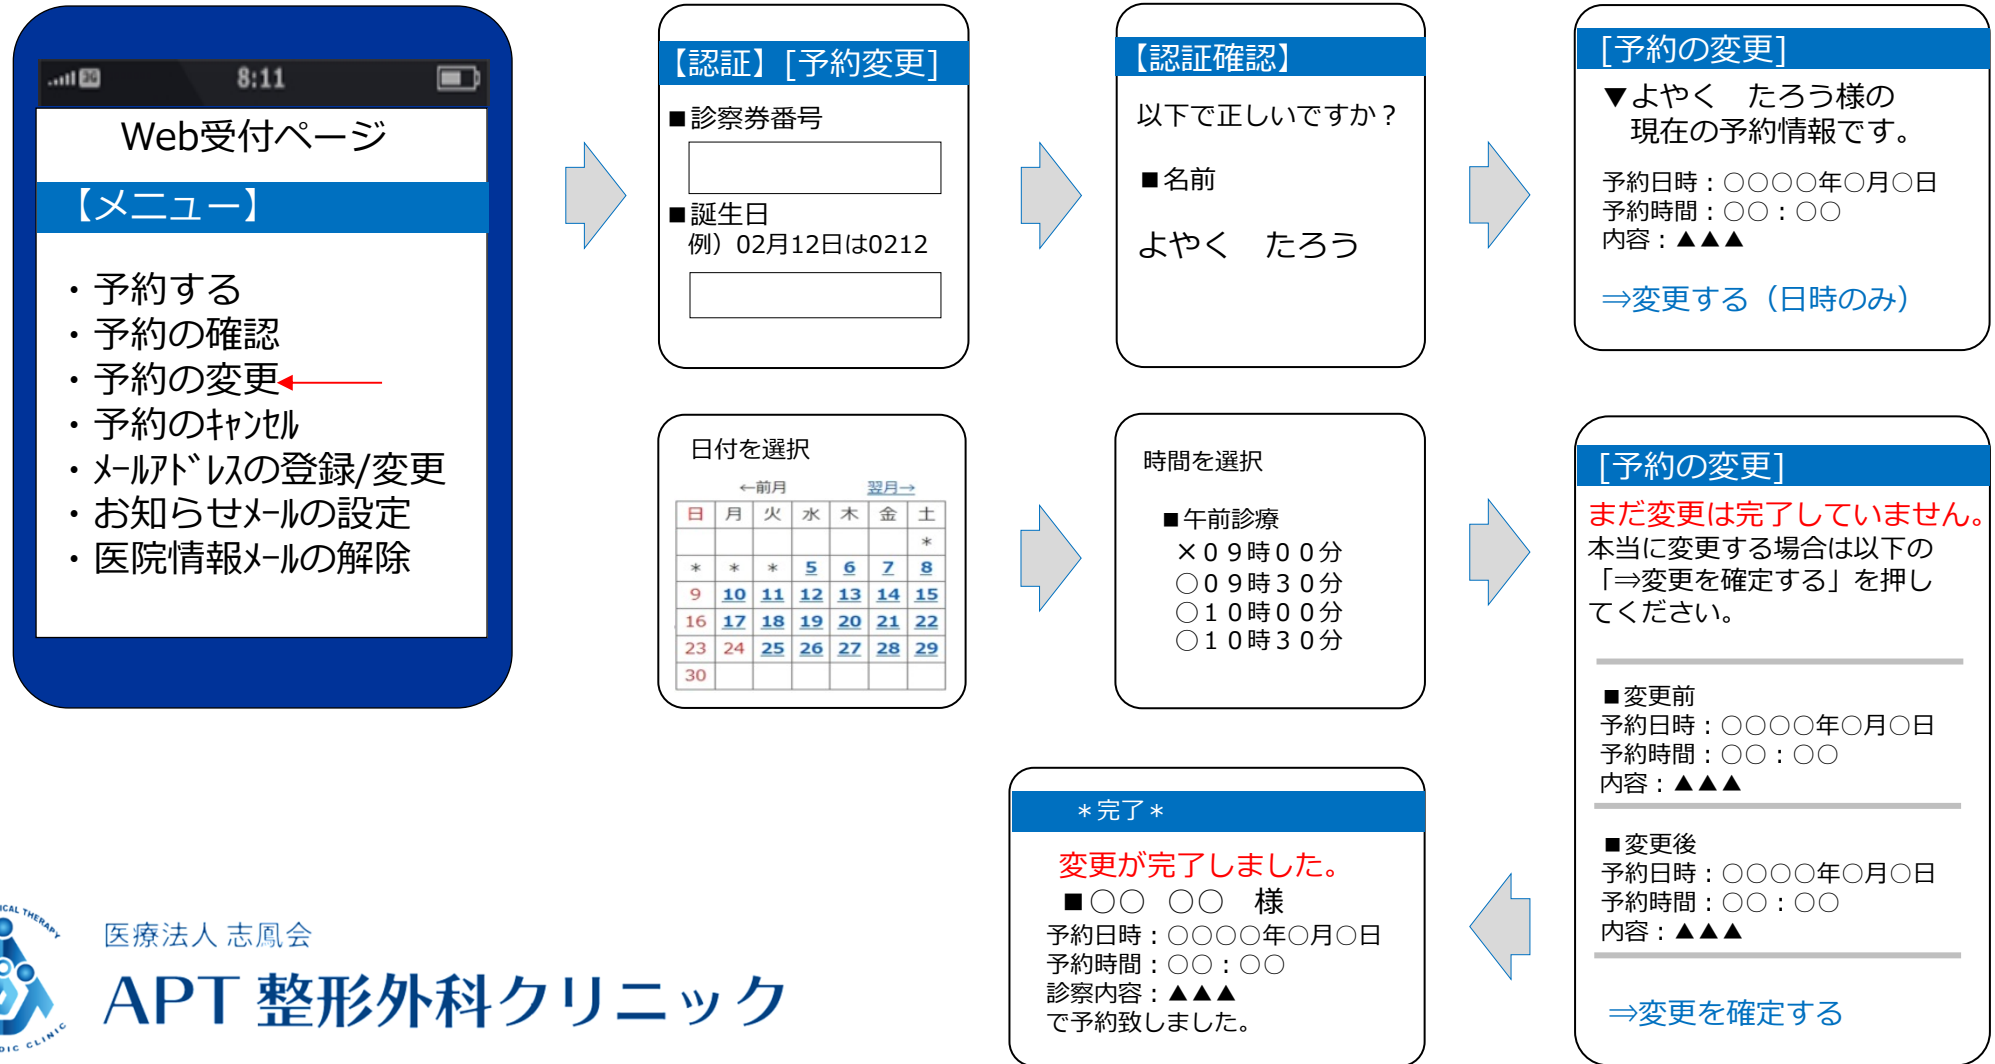 3G 8:11
Web受付ページ
【メニュー】
・予約する
・予約の確認
・予約の変更
・予約のｷｬﾝｾﾙ
・ﾒｰﾙｱﾄﾞﾚｽの登録/変更
・お知らせﾒｰﾙの設定
・医院情報ﾒｰﾙの解除
【認証】[予約変更]
■診察券番号
■誕生日
例）02月12日は0212
【認証確認】
以下で正しいですか？
■名前
よやく　たろう
[予約の変更]
▼よやく　たろう様の
現在の予約情報です。
予約日時：○○○○年○月○日
予約時間：○○：○○
内容：▲▲▲
⇒変更する（日時のみ）
日付を選択
←前月 翌月→
日 月 火 水 木 金 土
*
* * * 5 6 7 8
9 10 11 12 13 14 15
16 17 18 19 20 21 22
23 24 25 26 27 28 29
30
時間を選択
■午前診療
×０９時００分
○０９時３０分
○１０時００分
○１０時３０分
[予約の変更]
まだ変更は完了していません。
本当に変更する場合は以下の
「⇒変更を確定する」を押し
てください。
■変更前
予約日時：○○○○年○月○日
予約時間：○○：○○
内容：▲▲▲
■変更後
予約日時：○○○○年○月○日
予約時間：○○：○○
内容：▲▲▲
⇒変更を確定する
＊完了＊
変更が完了しました。
■○○　○○　様
予約日時：○○○○年○月○日
予約時間：○○：○○
診察内容：▲▲▲
で予約致しました。
THERAPY
CLINIC
医療法人 志鳳会
APT 整形外科クリニック